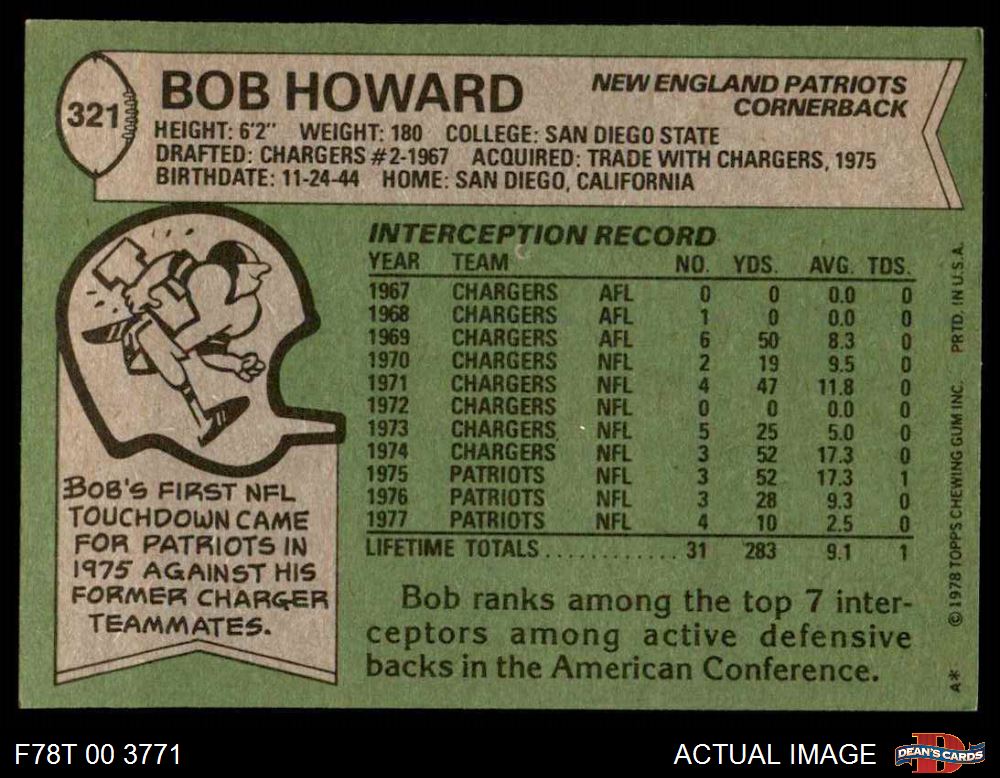 321
BOB HOWARD
NEW ENGLAND PATRIOTS
CORNERBACK
HEIGHT: 6'2" WEIGHT: 180 COLLEGE: SAN DIEGO STATE
DRAFTED: CHARGERS #2-1967 ACQUIRED: TRADE WITH CHARGERS, 1975
BIRTHDATE: 11-24-44 HOME: SAN DIEGO, CALIFORNIA
BOB'S FIRST NFL
TOUCHDOWN CAME
FOR PATRIOTS IN
1975 AGAINST HIS
FORMER CHARGER
TEAMMATES.
INTERCEPTION RECORD
YEAR TEAM NO. YDS. AVG. TDS.
1967 CHARGERS AFL 0 0 0.0 0
1968 CHARGERS AFL 1 0 0.0 0
1969 CHARGERS AFL 6 50 8.3 0
1970 CHARGERS NFL 2 19 9.5 0
1971 CHARGERS NFL 4 47 11.8 0
1972 CHARGERS NFL 0 0 0.0 0
1973 CHARGERS NFL 5 25 5.0 0
1974 CHARGERS NFL 3 52 17.3 0
1975 PATRIOTS NFL 3 52 17.3 1
1976 PATRIOTS NFL 3 28 9.3 0
1977 PATRIOTS NFL 4 10 2.5 0
LIFETIME TOTALS............ 31 283 9.1 1
Bob ranks among the top 7 inter-
ceptors among active defensive
backs in the American Conference.
A* © 1978 TOPPS CHEWING GUM INC. PRTD. IN U.S.A.
F78T 00 3771
ACTUAL IMAGE
D
DEAN'S CARDS